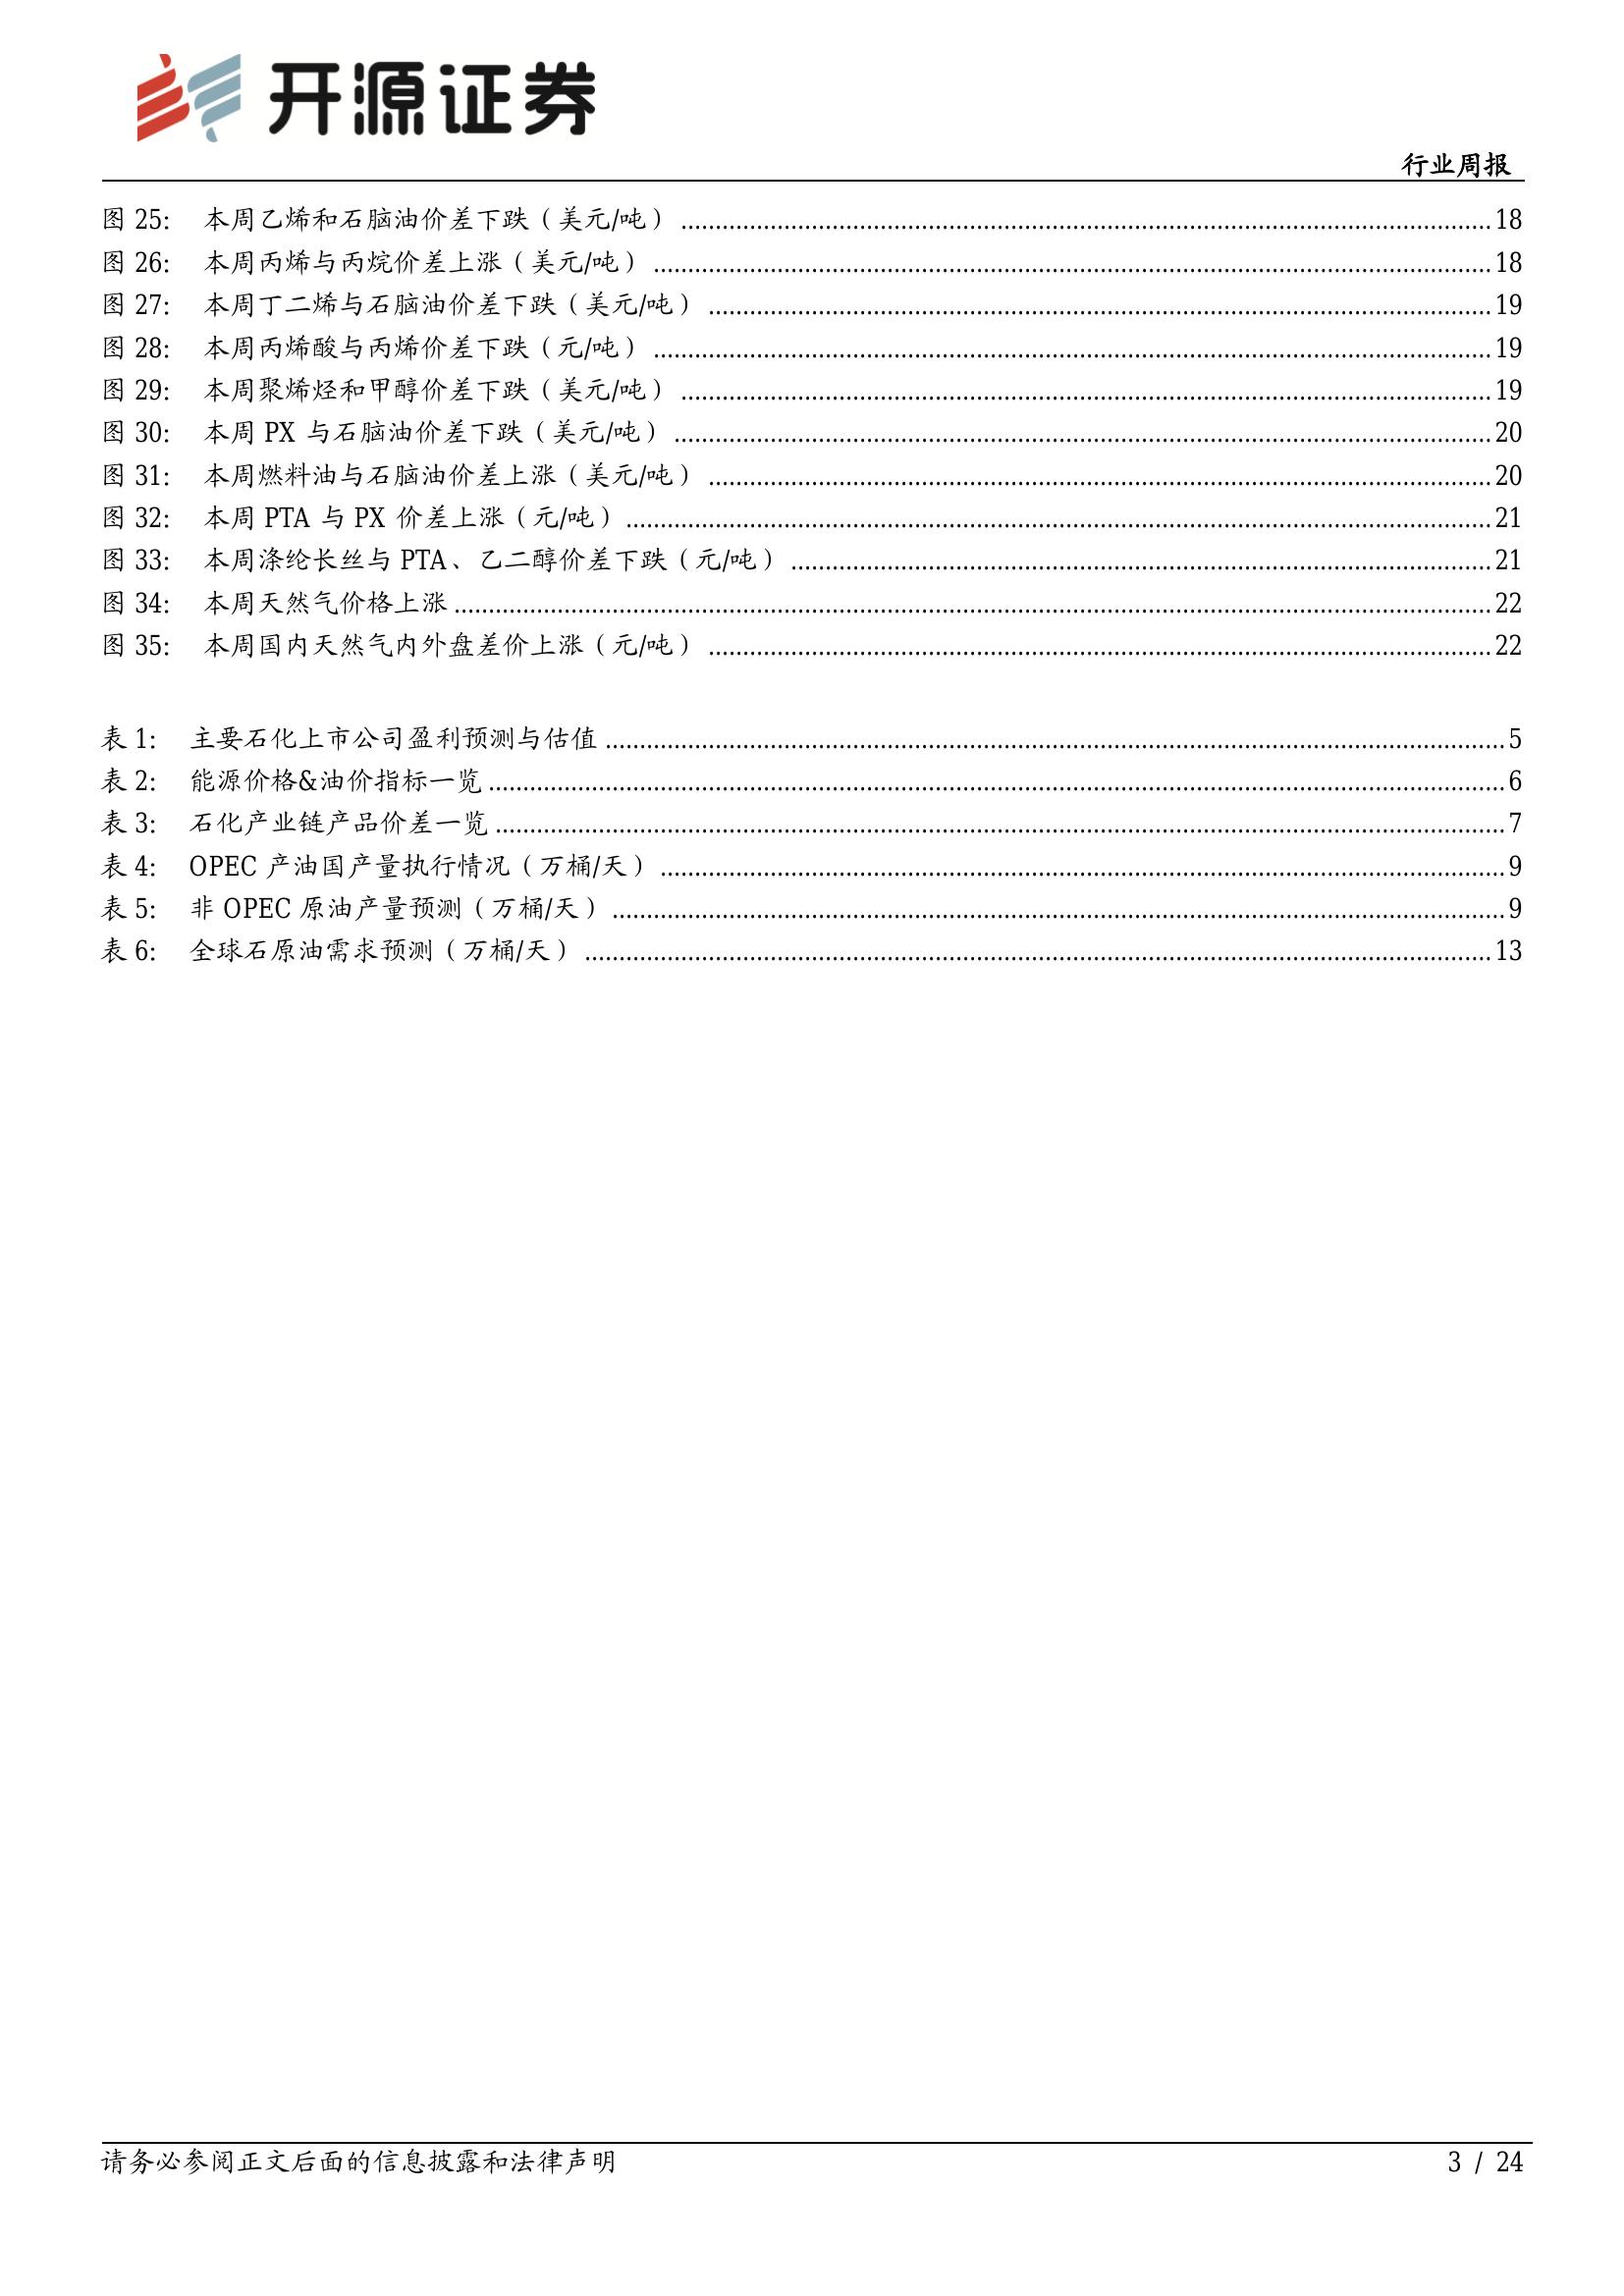 开源证券
行业周报
图 25: 本周乙烯和石脑油价差下跌（美元/吨） 18
图 26: 本周丙烯与丙烷价差上涨（美元/吨） 18
图 27: 本周丁二烯与石脑油价差下跌（美元/吨） 19
图 28: 本周丙烯酸与丙烯价差下跌（元/吨） 19
图 29: 本周聚烯烃和甲醇价差下跌（美元/吨） 19
图 30: 本周 PX 与石脑油价差下跌（美元/吨） 20
图 31: 本周燃料油与石脑油价差上涨（美元/吨） 20
图 32: 本周 PTA 与 PX 价差上涨（元/吨） 21
图 33: 本周涤纶长丝与 PTA、乙二醇价差下跌（元/吨） 21
图 34: 本周天然气价格上涨 22
图 35: 本周国内天然气内外盘差价上涨（元/吨） 22
表 1: 主要石化上市公司盈利预测与估值 5
表 2: 能源价格&油价指标一览 6
表 3: 石化产业链产品价差一览 7
表 4: OPEC 产油国产量执行情况（万桶/天） 9
表 5: 非 OPEC 原油产量预测（万桶/天） 9
表 6: 全球石原油需求预测（万桶/天） 13
请务必参阅正文后面的信息披露和法律声明 3 / 24